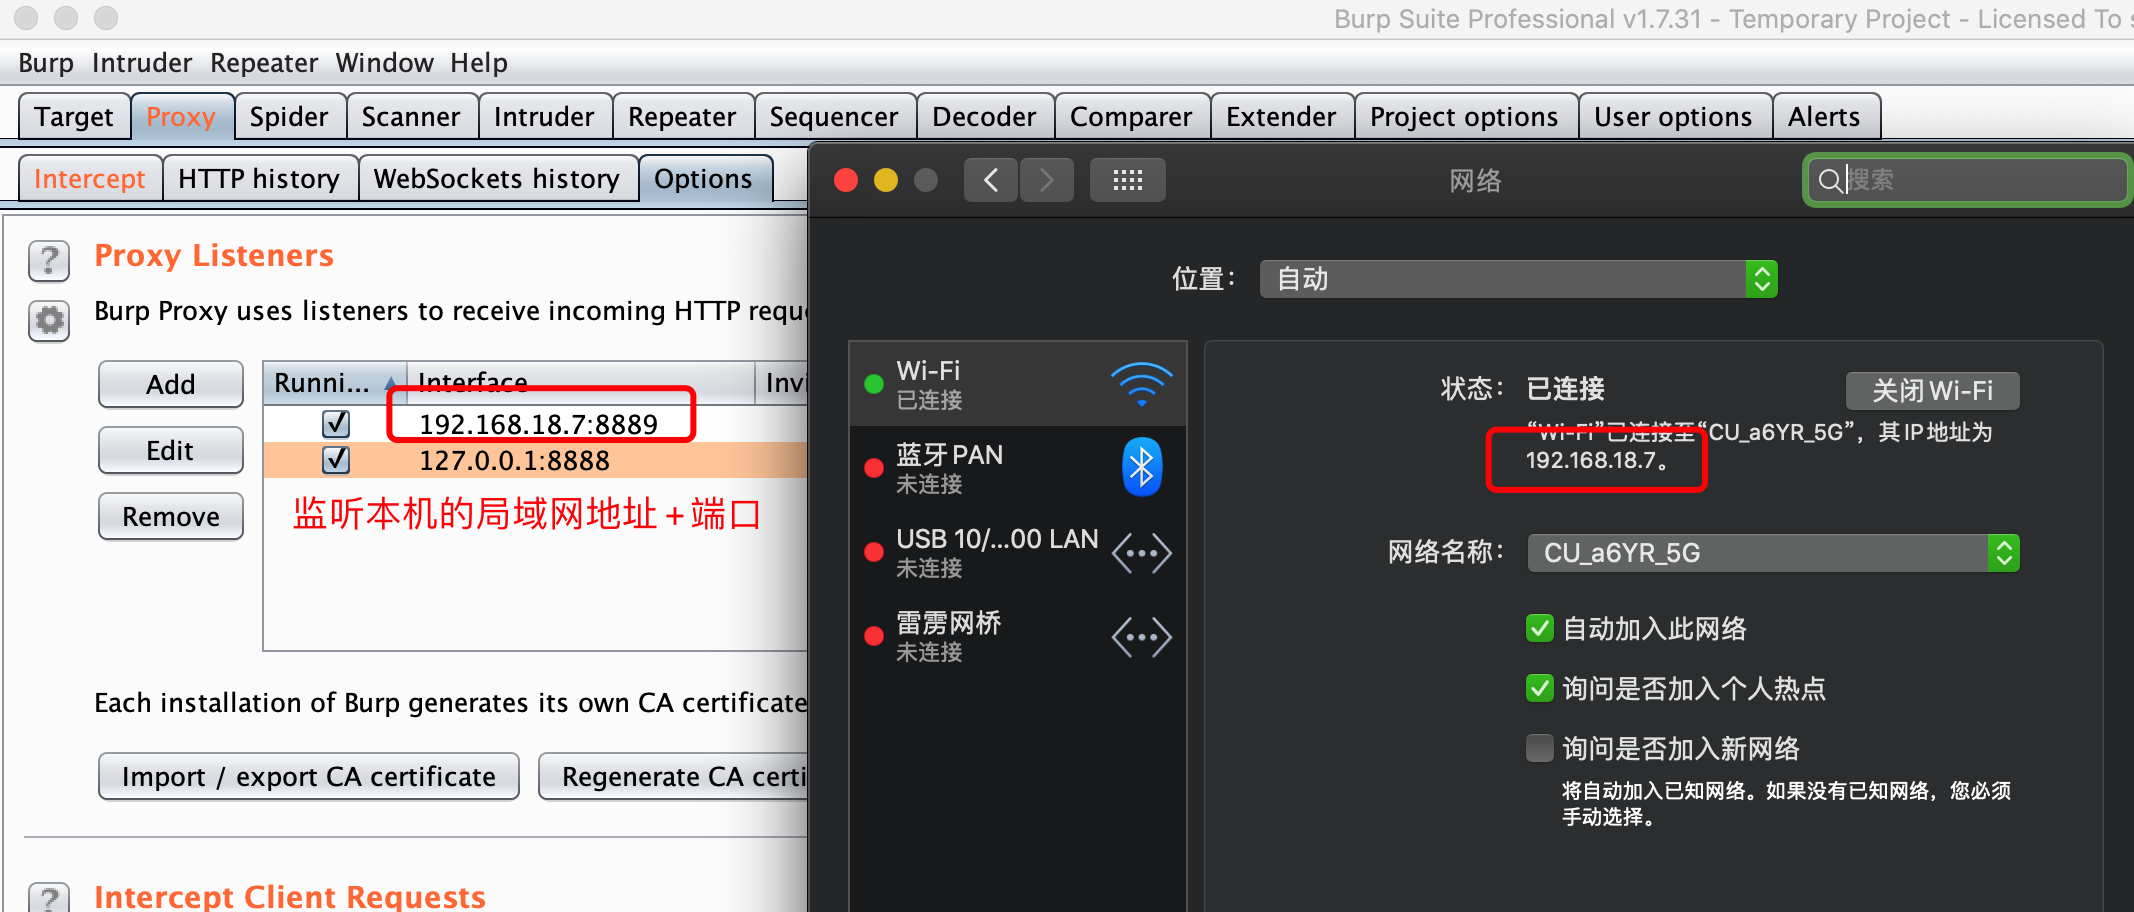 Burp Suite Professional v1.7.31 - Temporary Project - Licensed To
Burp Intruder Repeater Window Help
Target Proxy Spider Scanner Intruder Repeater Sequencer Decoder Comparer Extender Project options User options Alerts
Intercept HTTP history WebSockets history Options
Proxy Listeners
Burp Proxy uses listeners to receive incoming HTTP requ
Add
Edit
Remove
Runni... Interface Invi
192.168.18.7:8889
127.0.0.1:8888
监听本机的局域网地址+端口
Each installation of Burp generates its own CA certificate
Import / export CA certificate
Regenerate CA certi
Intercept Client Requests
网络
搜索
位置: 自动
Wi-Fi
已连接
蓝牙 PAN
未连接
USB 10/...00 LAN
未连接
雷雳网桥
未连接
状态: 已连接
关闭 Wi-Fi
“Wi-Fi”已连接至“CU_a6YR_5G”，其 IP 地址为
192.168.18.7。
网络名称: CU_a6YR_5G
自动加入此网络
询问是否加入个人热点
询问是否加入新网络
将自动加入已知网络。如果没有已知网络，您必须
手动选择。